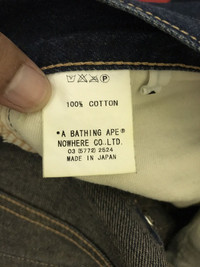 100% COTTON
*A BATHING APE®
NOWHERE CO.,LTD.
03 (5772) 2524
MADE IN JAPAN